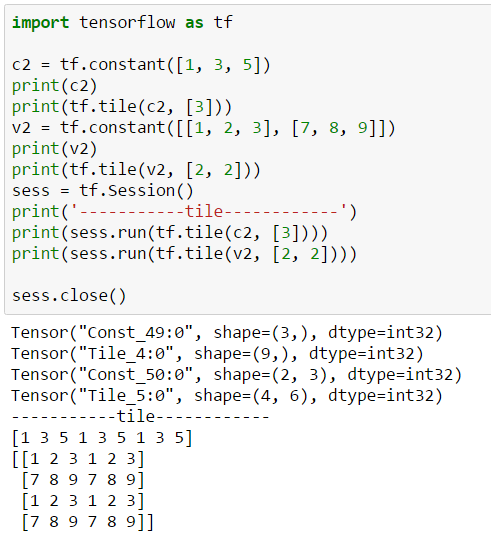 import tensorflow as tf

c2 = tf.constant([1, 3, 5])
print(c2)
print(tf.tile(c2, [3]))
v2 = tf.constant([[1, 2, 3], [7, 8, 9]])
print(v2)
print(tf.tile(v2, [2, 2]))
sess = tf.Session()
print('-----------tile------------')
print(sess.run(tf.tile(c2, [3])))
print(sess.run(tf.tile(v2, [2, 2])))

sess.close()
Tensor("Const_49:0", shape=(3,), dtype=int32)
Tensor("Tile_4:0", shape=(9,), dtype=int32)
Tensor("Const_50:0", shape=(2, 3), dtype=int32)
Tensor("Tile_5:0", shape=(4, 6), dtype=int32)
-----------tile------------
[1 3 5 1 3 5 1 3 5]
[[1 2 3 1 2 3]
 [7 8 9 7 8 9]
 [1 2 3 1 2 3]
 [7 8 9 7 8 9]]